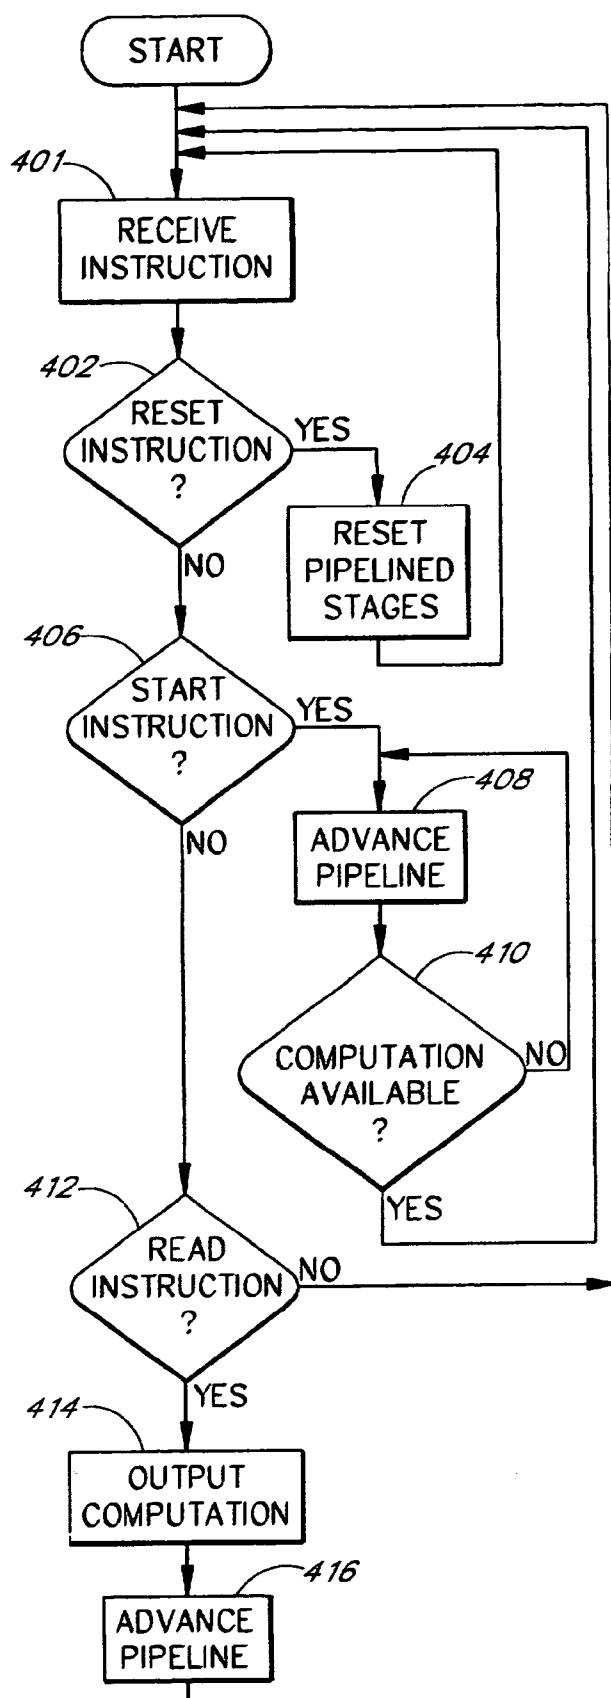 START
401
RECEIVE
INSTRUCTION
402
RESET
INSTRUCTION
?
YES
404
RESET
PIPELINED
STAGES
NO
406
START
INSTRUCTION
?
YES
408
ADVANCE
PIPELINE
NO
410
COMPUTATION
AVAILABLE
?
NO
YES
412
READ
INSTRUCTION
?
NO
YES
414
OUTPUT
COMPUTATION
416
ADVANCE
PIPELINE